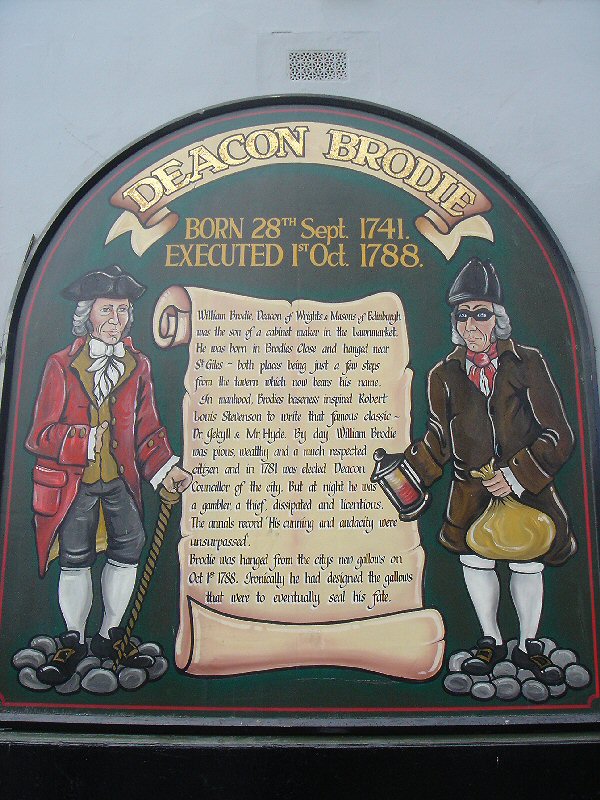 DEACON BRODIE
BORN 28TH Sept. 1741.
EXECUTED 1ST Oct. 1788.
William Brodie, Deacon of Wrights & Masons of Edinburgh
was the son of a cabinet maker in the Lawnmarket.
He was born in Brodies Close and hanged near
St Giles ~ both places being just a few steps
from the tavern which now bears his name.
In manhood, Brodies baseness inspired Robert
Louis Stevenson to write that famous classic ~
Dr Jekyll & Mr Hyde. By day William Brodie
was pious, wealthy and a much respected
citizen and in 1781 was elected Deacon
Councillor of the city. But at night he was
a gambler, a thief, dissipated and licentious.
The annals record 'His cunning and audacity were
unsurpassed'.
Brodie was hanged from the citys new gallows on
Oct 1st 1788. Ironically he had designed the gallows
that were to eventually seal his fate.